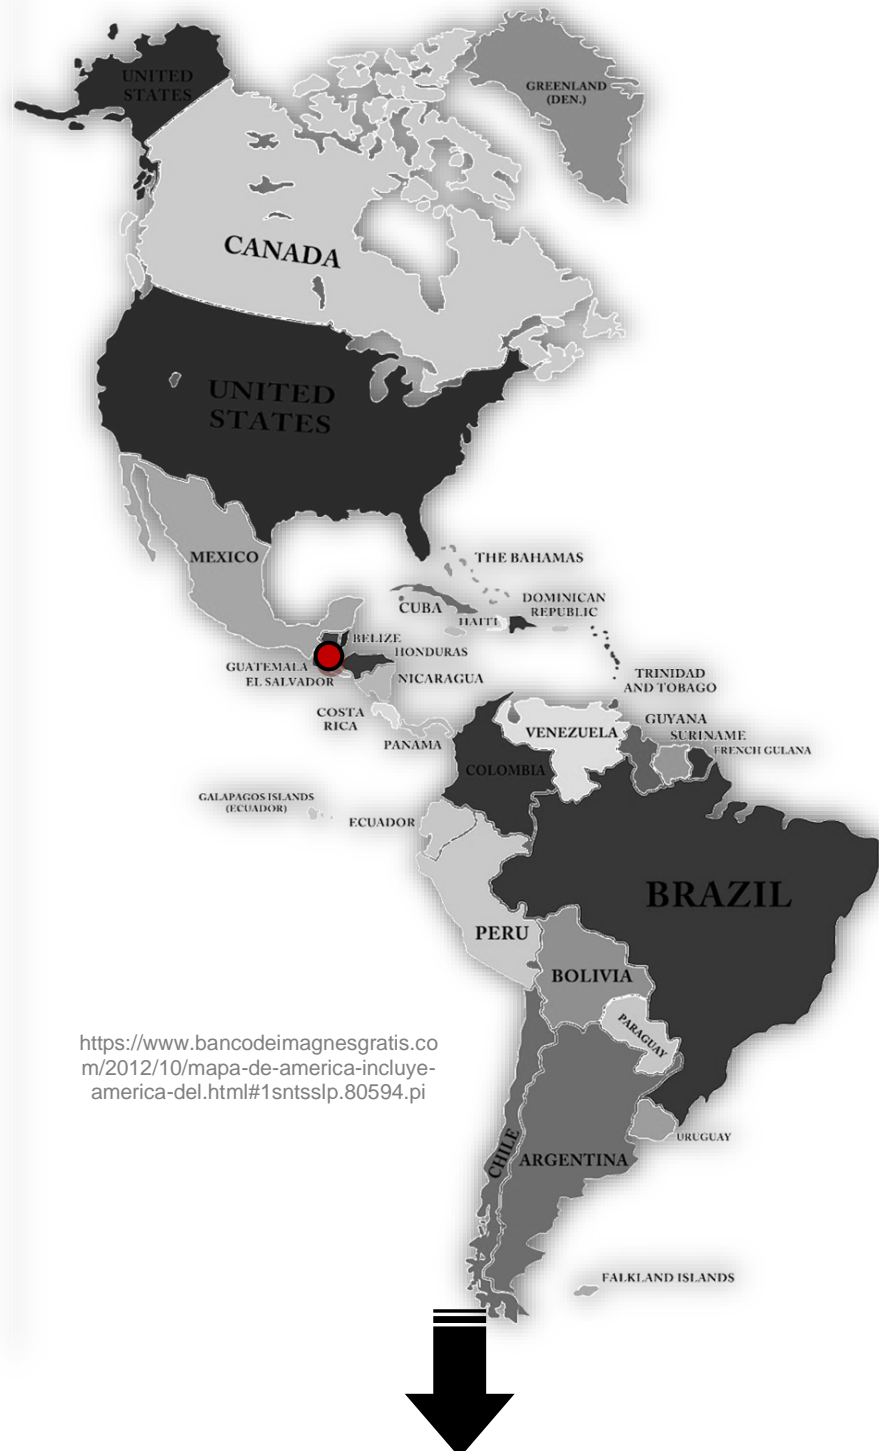 UNITED
STATES
GREENLAND
(DEN.)
CANADA
UNITED
STATES
MEXICO
THE BAHAMAS
CUBA
DOMINICAN
REPUBLIC
HAITI
BELIZE
HONDURAS
GUATEMALA
EL SALVADOR
NICARAGUA
TRINIDAD
AND TOBAGO
COSTA
RICA
PANAMA
VENEZUELA
GUYANA
SURINAME
FRENCH GUIANA
COLOMBIA
GALAPAGOS ISLANDS
(ECUADOR)
ECUADOR
BRAZIL
PERU
BOLIVIA
PARAGUAY
https://www.bancodeimagnesgratis.co
m/2012/10/mapa-de-america-incluye-
america-del.html#1sntsslp.80594.pi
URUGUAY
CHILE
ARGENTINA
FALKLAND ISLANDS